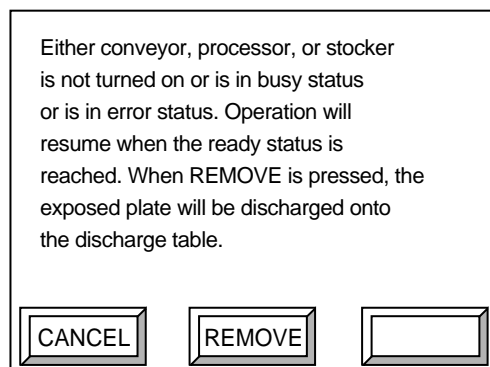 Either conveyor, processor, or stocker
is not turned on or is in busy status
or is in error status. Operation will
resume when the ready status is
reached. When REMOVE is pressed, the
exposed plate will be discharged onto
the discharge table.
CANCEL REMOVE